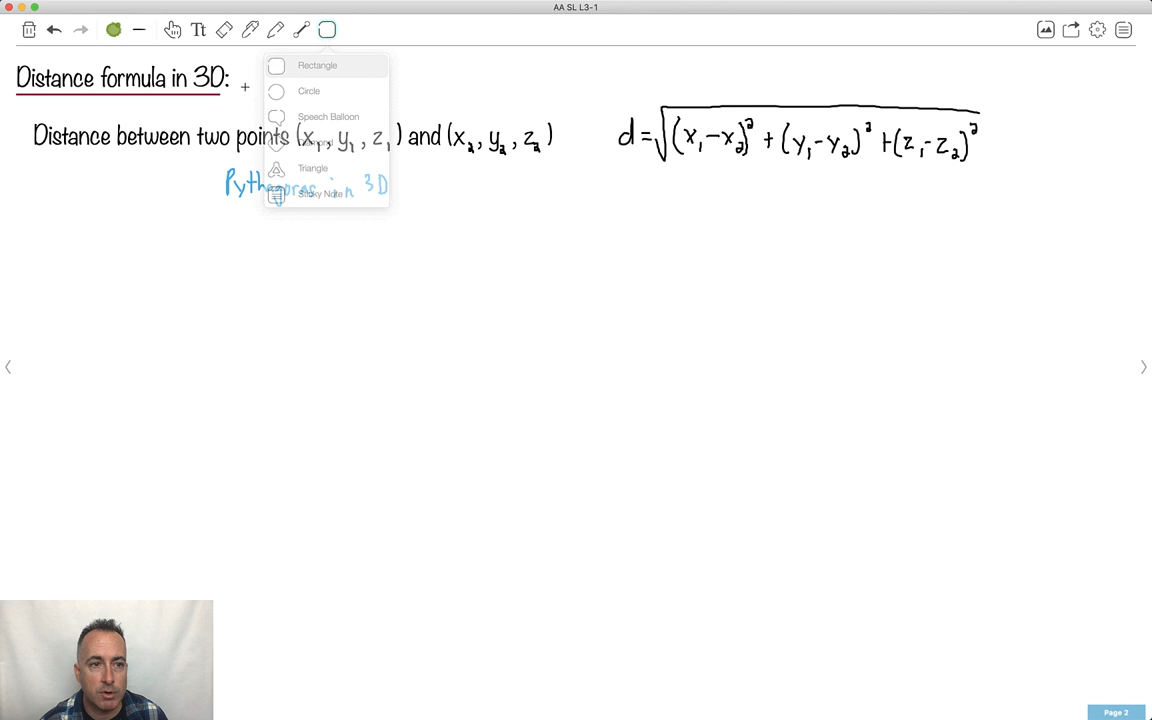 AA SL L3-1
Tt
Distance formula in 3D:
Rectangle
Circle
Speech Balloon
Diamond
Triangle
Sticky Note
Distance between two points (x₁, y₁, z₁) and (x₂, y₂, z₂)
d = √((x₁-x₂)² + (y₁-y₂)² + (z₁-z₂)²)
Pythagoras in 3D
Page 2